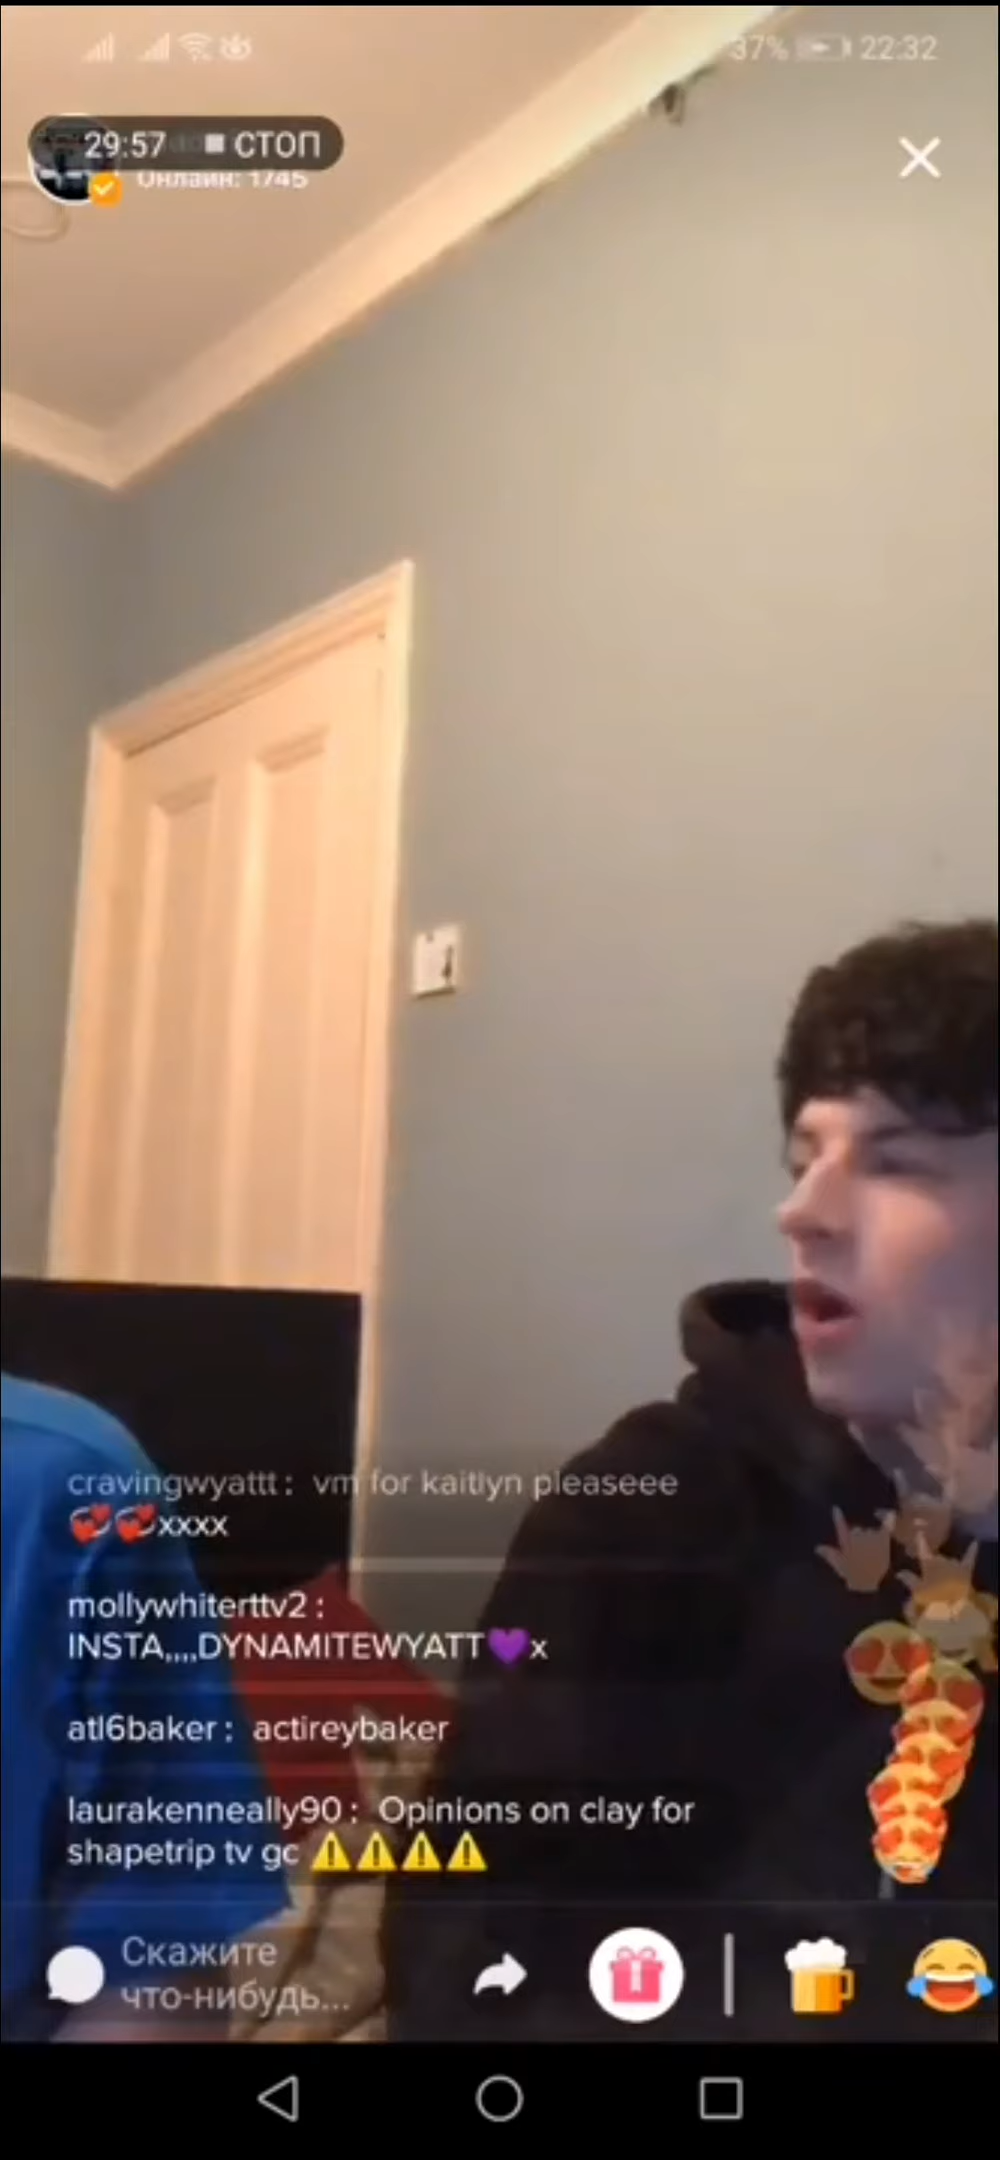 37% 22:32
29:57 СТОП
Онлайн: 1745
cravingwyattt : vm for kaitlyn pleaseee
💞💞xxxx
mollywhiterttv2 :
INSTA,,,,DYNAMITEWYATT💜x
atl6baker : actireybaker
laurakenneally90 : Opinions on clay for
shapetrip tv gc ⚠️⚠️⚠️⚠️
Скажите
что-нибудь...